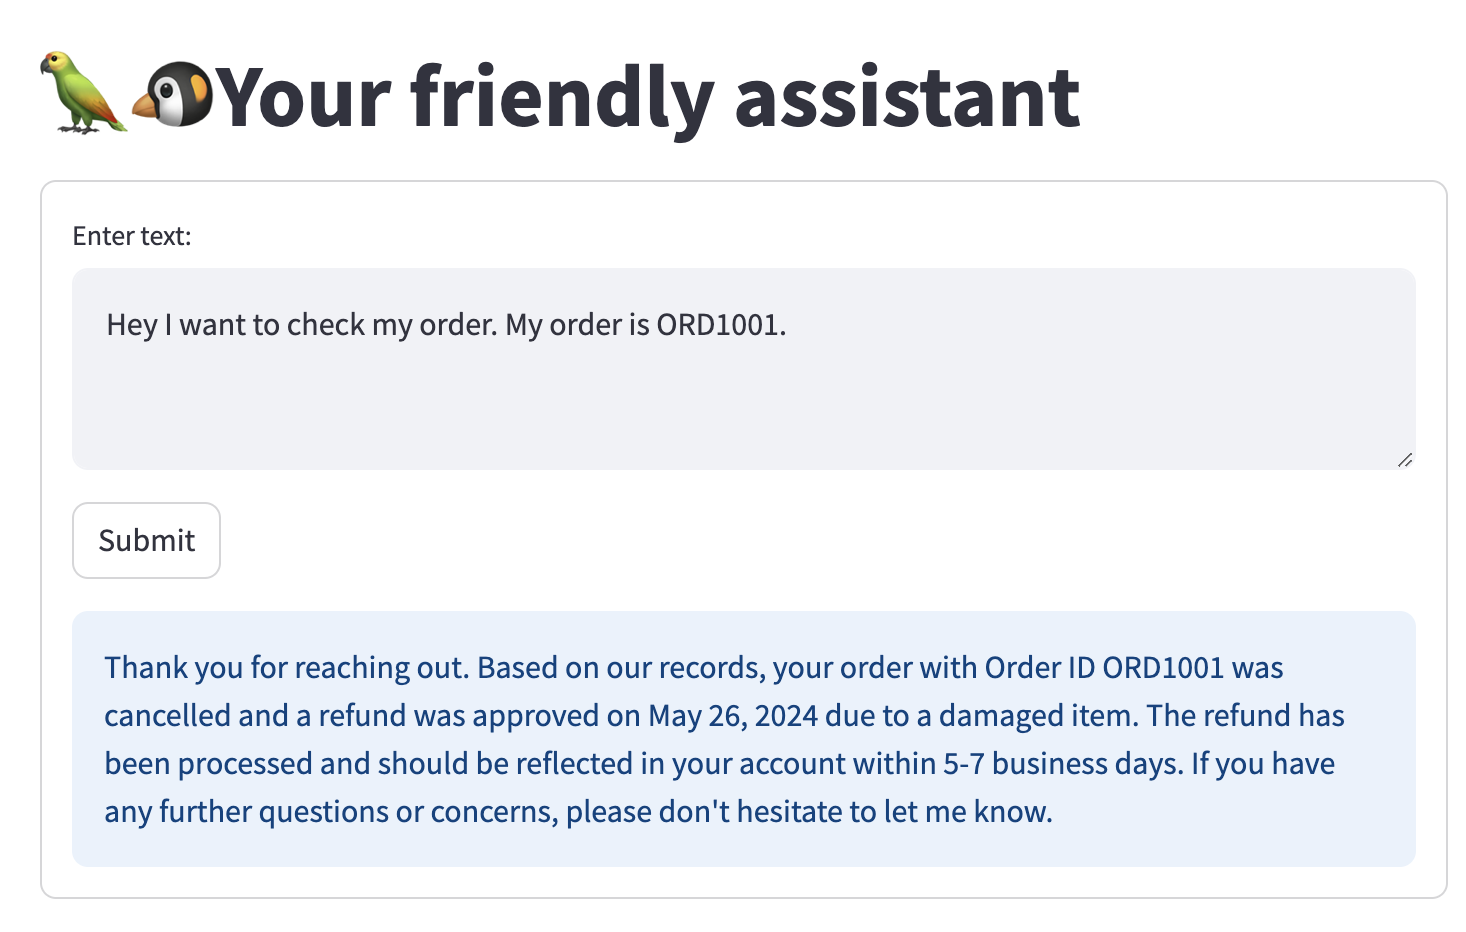 🦜🐧Your friendly assistant
Enter text:
Hey I want to check my order. My order is ORD1001.
Submit
Thank you for reaching out. Based on our records, your order with Order ID ORD1001 was
cancelled and a refund was approved on May 26, 2024 due to a damaged item. The refund has
been processed and should be reflected in your account within 5-7 business days. If you have
any further questions or concerns, please don't hesitate to let me know.